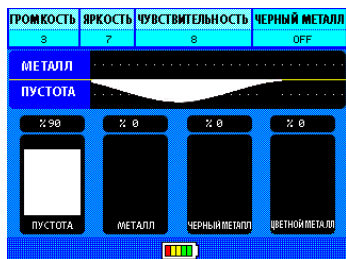 ГРОМКОСТЬ ЯРКОСТЬ ЧУВСТВИТЕЛЬНОСТЬ ЧЕРНЫЙ МЕТАЛЛ
3 7 8 OFF
МЕТАЛЛ
ПУСТОТА
%90 % 0 % 0 % 0
ПУСТОТА МЕТАЛЛ ЧЕРНЫЙ МЕТАЛЛ ЦВЕТНОЙ МЕТАЛЛ